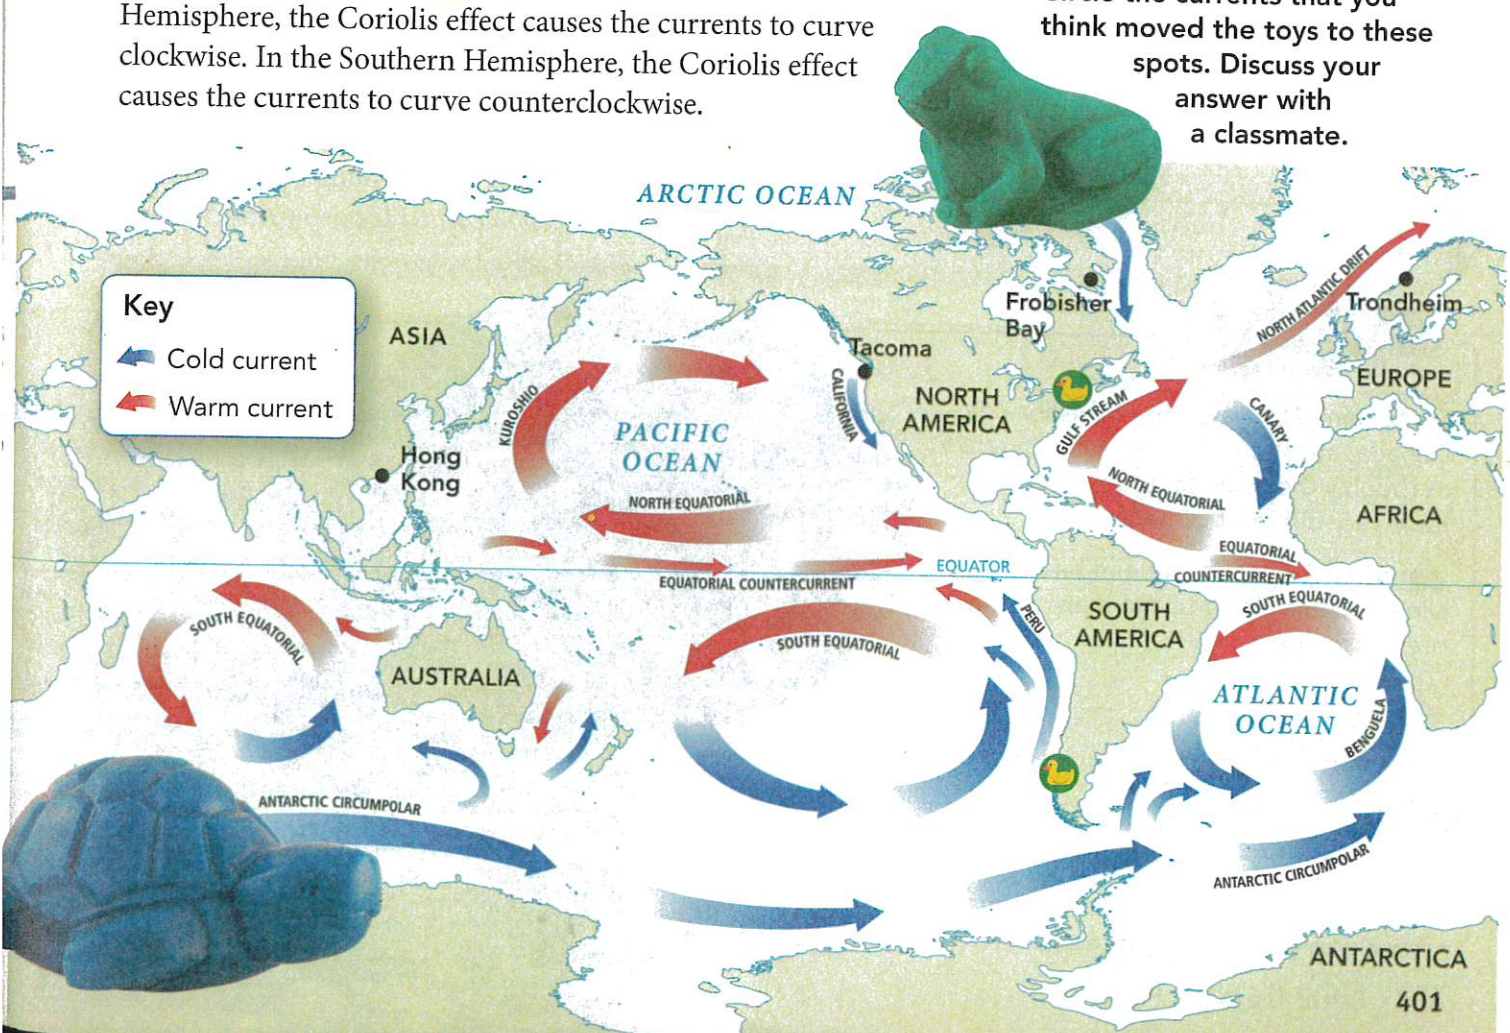 Hemisphere, the Coriolis effect causes the currents to curve
clockwise. In the Southern Hemisphere, the Coriolis effect
causes the currents to curve counterclockwise.
the currents that you
think moved the toys to these
spots. Discuss your
answer with
a classmate.
ARCTIC OCEAN
Key
Cold current
Warm current
ASIA
Hong
Kong
KUROSHIO
PACIFIC
OCEAN
NORTH EQUATORIAL
Tacoma
CALIFORNIA
NORTH
AMERICA
Frobisher
Bay
NORTH ATLANTIC DRIFT
Trondheim
EUROPE
GULF STREAM
CANARY
NORTH EQUATORIAL
AFRICA
EQUATORIAL
COUNTERCURRENT
EQUATOR
EQUATORIAL COUNTERCURRENT
SOUTH EQUATORIAL
AUSTRALIA
SOUTH EQUATORIAL
PERU
SOUTH
AMERICA
SOUTH EQUATORIAL
ATLANTIC
OCEAN
BENGUELA
ANTARCTIC CIRCUMPOLAR
ANTARCTIC CIRCUMPOLAR
ANTARCTICA
401